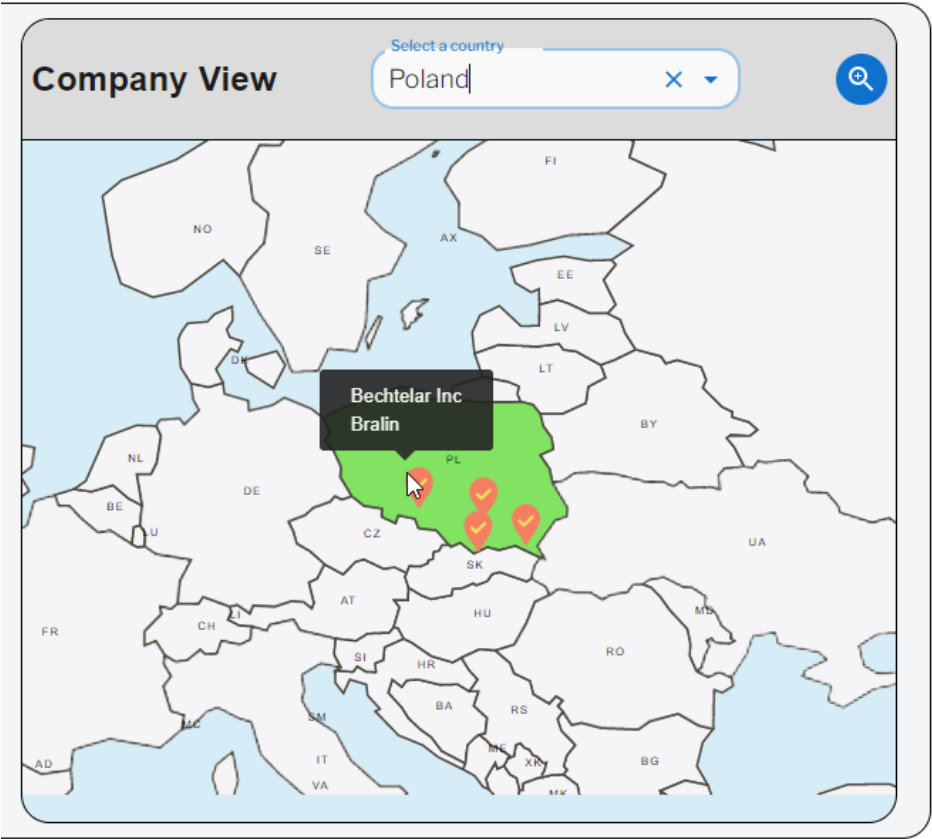 Select a country
Company View
Poland
FI
NO
AX
SE
EE
LV
DK
LT
Bechtelar Inc
Bralin
BY
NL
PL
DE
BE
LU
CZ
UA
SK
AT
MD
LI
HU
CH
FR
RO
SI
HR
BA
RS
SM
MC
ME
IT
XK
BG
AD
VA
MK